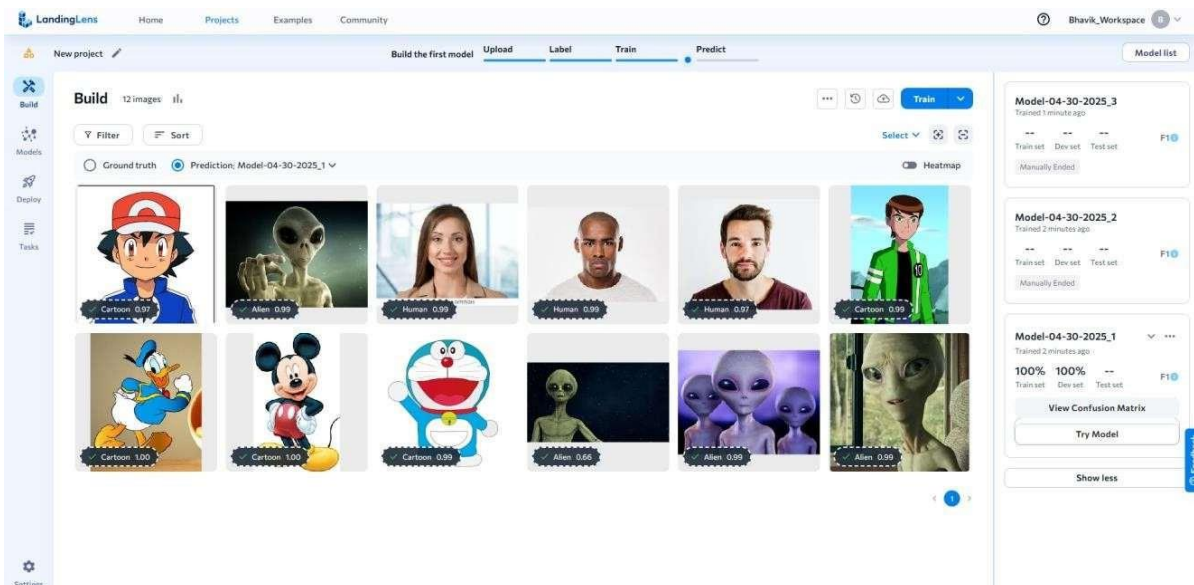 LandingLens Home Projects Examples Community Bhavik_Workspace B
New project Build the first model Upload Label Train Predict Model list
Build
Models
Deploy
Tasks
Settings
Build 12 images Train
Filter Sort Select
Ground truth Prediction: Model-04-30-2025_1 Heatmap
Cartoon 0.97 Alien 0.99 Human 0.99 Human 0.99 Human 0.97 Cartoon 0.99
10
Cartoon 1.00 Cartoon 1.00 Cartoon 0.99 Alien 0.66 Alien 0.99 Alien 0.99
1
Model-04-30-2025_3
Trained 1 minute ago
-- -- -- F1
Train set Dev set Test set
Manually Ended
Model-04-30-2025_2
Trained 2 minutes ago
-- -- -- F1
Train set Dev set Test set
Manually Ended
Model-04-30-2025_1
Trained 2 minutes ago
100% 100% -- F1
Train set Dev set Test set
View Confusion Matrix
Try Model
Show less